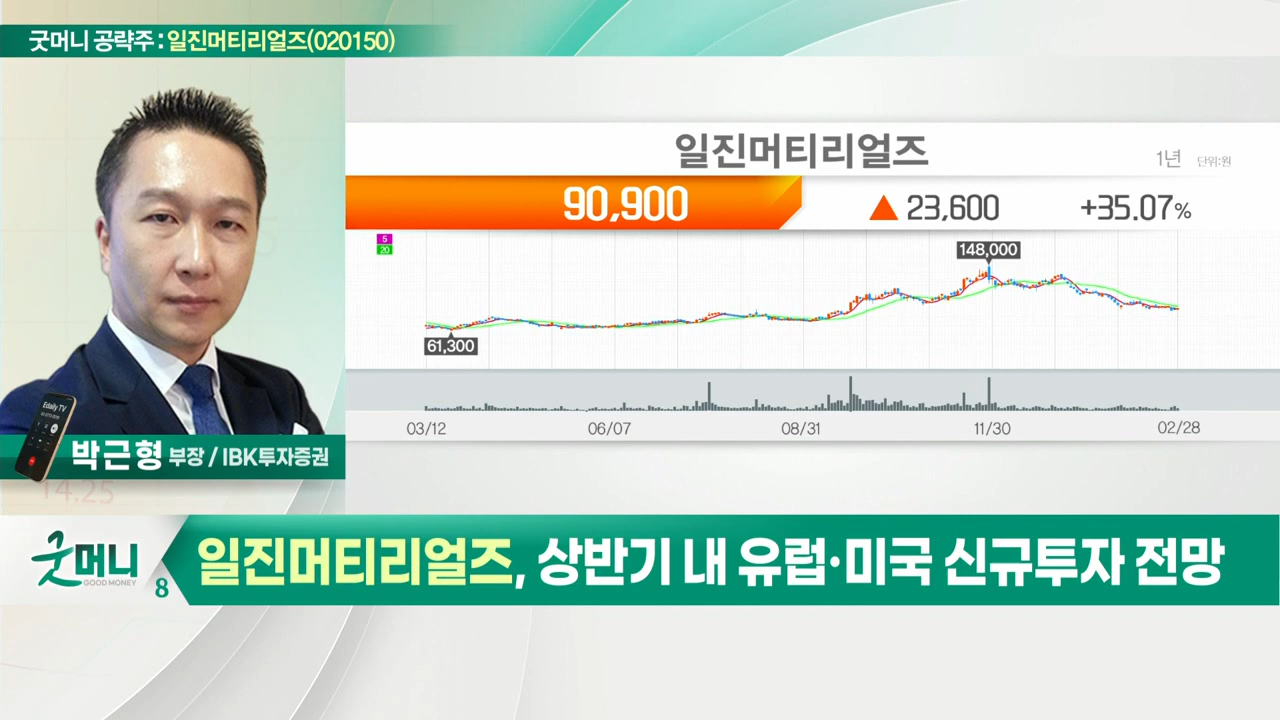 굿머니 공략주 : 일진머티리얼즈(020150)
일진머티리얼즈
1년 단위:원
90,900
▲ 23,600
+35.07%
5
20
148,000
61,300
03/12 06/07 08/31 11/30 02/28
Edaily TV
박근형 부장 / IBK투자증권
14.25
굿머니
GOOD MONEY
8
일진머티리얼즈, 상반기 내 유럽·미국 신규투자 전망